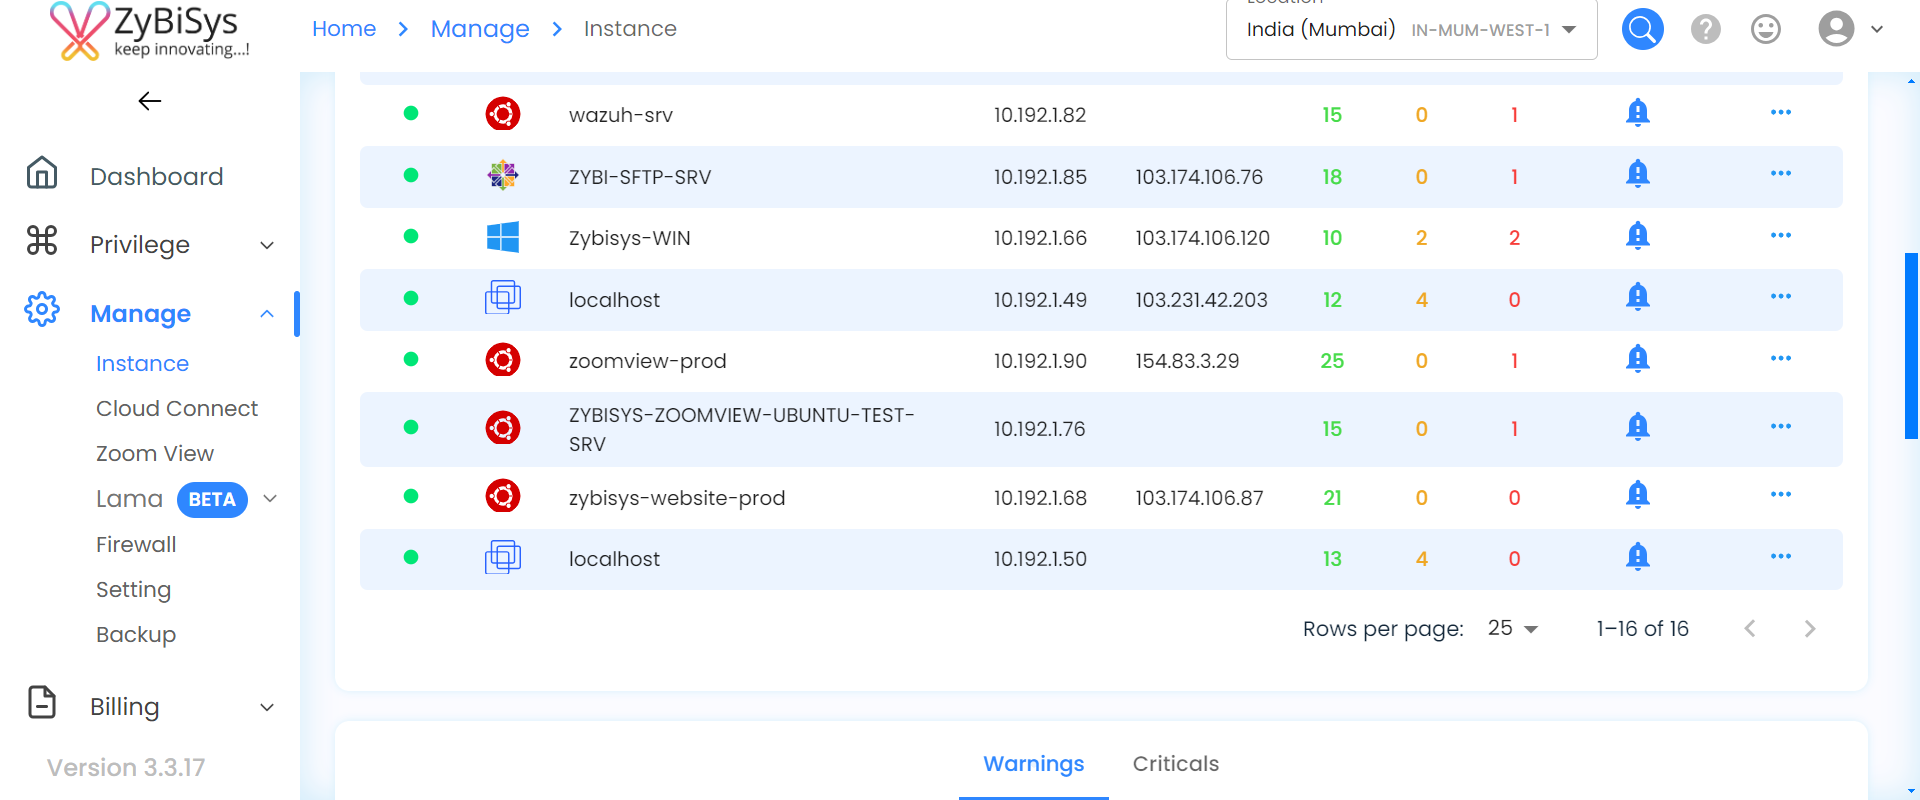 ZyBiSys
keep innovating...!
Home > Manage > Instance
Location
India (Mumbai) IN-MUM-WEST-1
Dashboard
Privilege
Manage
Instance
Cloud Connect
Zoom View
Lama BETA
Firewall
Setting
Backup
Billing
Version 3.3.17
wazuh-srv 10.192.1.82 15 0 1
ZYBI-SFTP-SRV 10.192.1.85 103.174.106.76 18 0 1
Zybisys-WIN 10.192.1.66 103.174.106.120 10 2 2
localhost 10.192.1.49 103.231.42.203 12 4 0
zoomview-prod 10.192.1.90 154.83.3.29 25 0 1
ZYBISYS-ZOOMVIEW-UBUNTU-TEST-
SRV 10.192.1.76 15 0 1
zybisys-website-prod 10.192.1.68 103.174.106.87 21 0 0
localhost 10.192.1.50 13 4 0
Rows per page: 25 1–16 of 16
Warnings Criticals